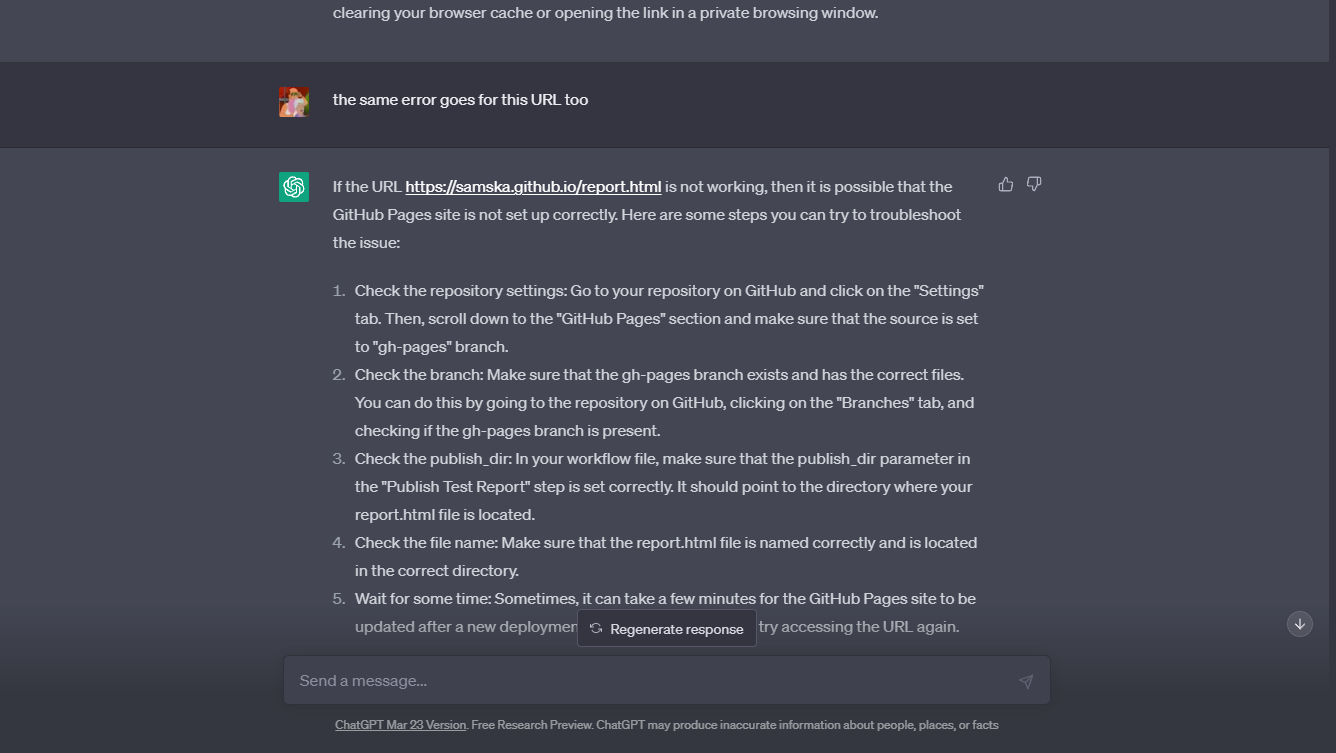 clearing your browser cache or opening the link in a private browsing window.
the same error goes for this URL too
If the URL https://samska.github.io/report.html is not working, then it is possible that the
GitHub Pages site is not set up correctly. Here are some steps you can try to troubleshoot
the issue:
1. Check the repository settings: Go to your repository on GitHub and click on the "Settings"
tab. Then, scroll down to the "GitHub Pages" section and make sure that the source is set
to "gh-pages" branch.
2. Check the branch: Make sure that the gh-pages branch exists and has the correct files.
You can do this by going to the repository on GitHub, clicking on the "Branches" tab, and
checking if the gh-pages branch is present.
3. Check the publish_dir: In your workflow file, make sure that the publish_dir parameter in
the "Publish Test Report" step is set correctly. It should point to the directory where your
report.html file is located.
4. Check the file name: Make sure that the report.html file is named correctly and is located
in the correct directory.
5. Wait for some time: Sometimes, it can take a few minutes for the GitHub Pages site to be
updated after a new deploymen try accessing the URL again.
Regenerate response
Send a message...
ChatGPT Mar 23 Version. Free Research Preview. ChatGPT may produce inaccurate information about people, places, or facts